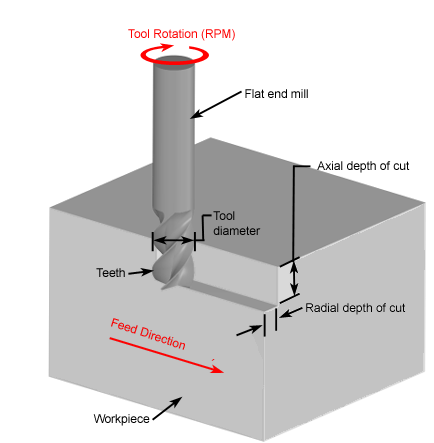 Tool Rotation (RPM)
Flat end mill
Axial depth of cut
Tool
diameter
Teeth
Radial depth of cut
Feed Direction
Workpiece